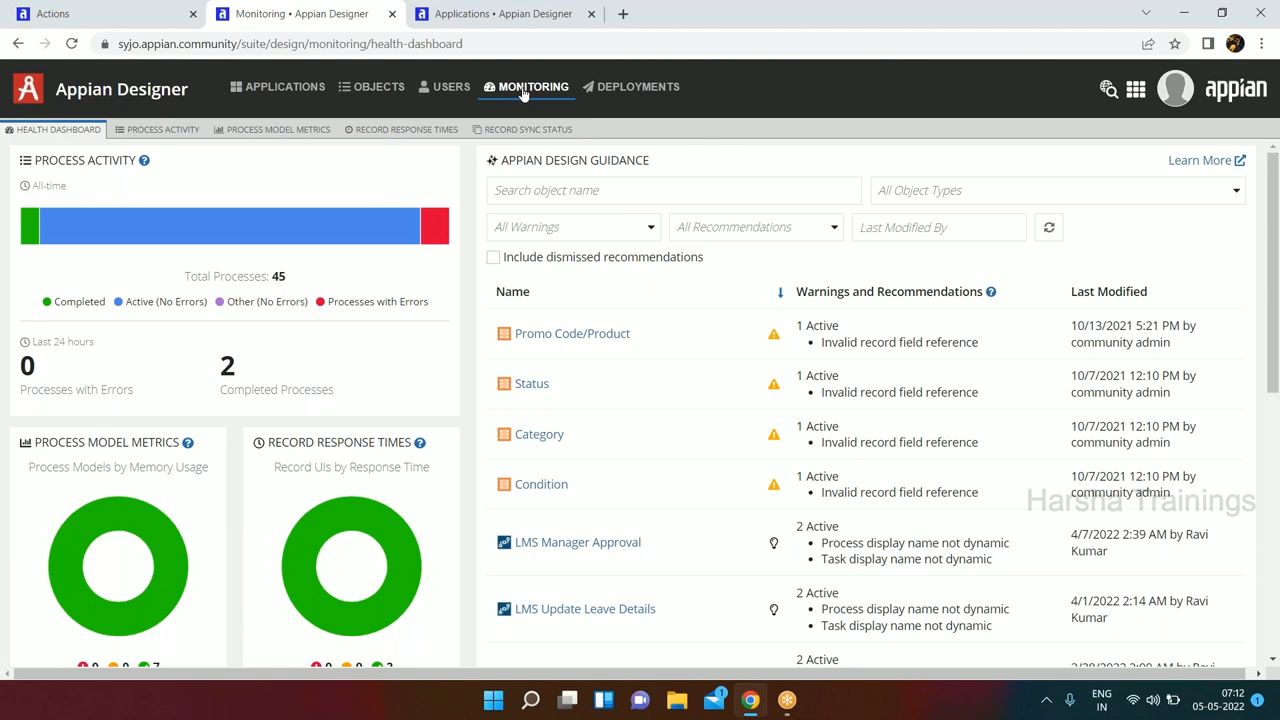 Actions
Monitoring • Appian Designer
Applications • Appian Designer
syjo.appian.community/suite/design/monitoring/health-dashboard
Appian Designer
APPLICATIONS
OBJECTS
USERS
MONITORING
DEPLOYMENTS
appian
HEALTH DASHBOARD
PROCESS ACTIVITY
PROCESS MODEL METRICS
RECORD RESPONSE TIMES
RECORD SYNC STATUS
PROCESS ACTIVITY
All-time
Total Processes: 45
Completed
Active (No Errors)
Other (No Errors)
Processes with Errors
Last 24 hours
0
Processes with Errors
2
Completed Processes
PROCESS MODEL METRICS
Process Models by Memory Usage
RECORD RESPONSE TIMES
Record UIs by Response Time
APPIAN DESIGN GUIDANCE
Learn More
Search object name
All Object Types
All Warnings
All Recommendations
Last Modified By
Include dismissed recommendations
Name
Warnings and Recommendations
Last Modified
Promo Code/Product
1 Active
• Invalid record field reference
10/13/2021 5:21 PM by
community admin
Status
1 Active
• Invalid record field reference
10/7/2021 12:10 PM by
community admin
Category
1 Active
• Invalid record field reference
10/7/2021 12:10 PM by
community admin
Condition
1 Active
• Invalid record field reference
10/7/2021 12:10 PM by
community admin
Harsha Trainings
LMS Manager Approval
2 Active
• Process display name not dynamic
• Task display name not dynamic
4/7/2022 2:39 AM by Ravi
Kumar
LMS Update Leave Details
2 Active
• Process display name not dynamic
• Task display name not dynamic
4/1/2022 2:14 AM by Ravi
Kumar
2 Active
1
ENG
IN
07:12
05-05-2022
1